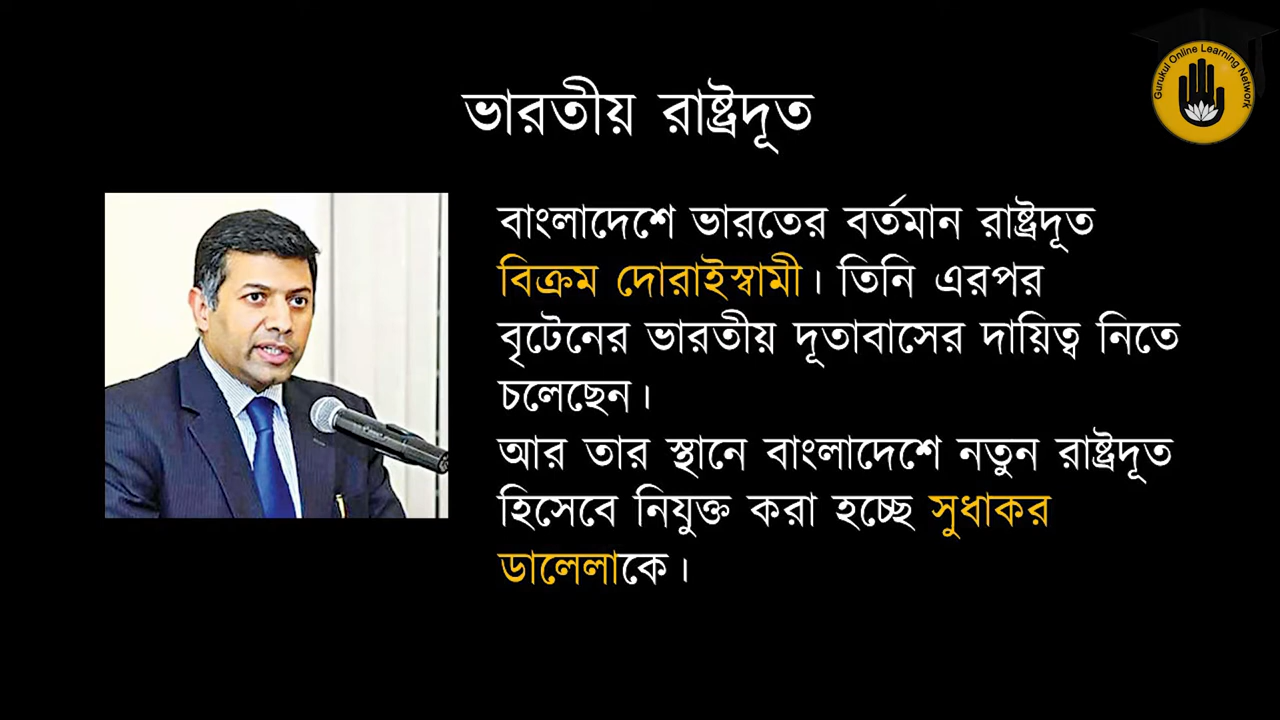 Gurukul Online Learning Network
ভারতীয় রাষ্ট্রদূত
বাংলাদেশে ভারতের বর্তমান রাষ্ট্রদূত
বিক্রম দোরাইস্বামী। তিনি এরপর
বৃটেনের ভারতীয় দূতাবাসের দায়িত্ব নিতে
চলেছেন।
আর তার স্থানে বাংলাদেশে নতুন রাষ্ট্রদূত
হিসেবে নিযুক্ত করা হচ্ছে সুধাকর
ডালেলাকে।